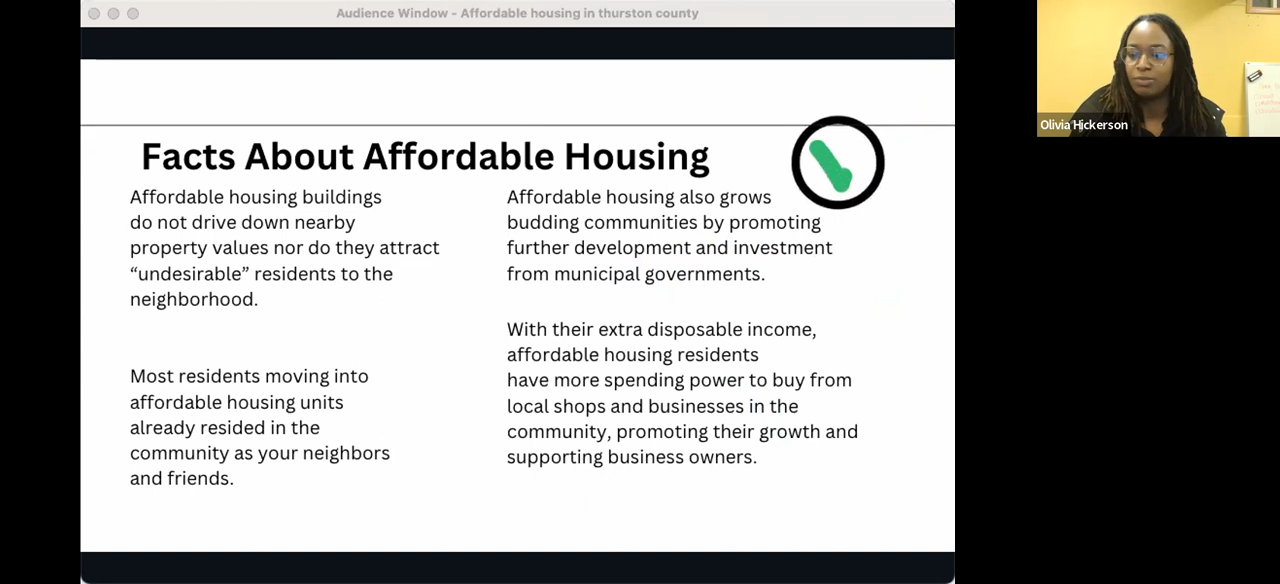 Audience Window - Affordable housing in thurston county
Facts About Affordable Housing
Affordable housing buildings
do not drive down nearby
property values nor do they attract
“undesirable” residents to the
neighborhood.
Most residents moving into
affordable housing units
already resided in the
community as your neighbors
and friends.
Affordable housing also grows
budding communities by promoting
further development and investment
from municipal governments.
With their extra disposable income,
affordable housing residents
have more spending power to buy from
local shops and businesses in the
community, promoting their growth and
supporting business owners.
Olivia Hickerson